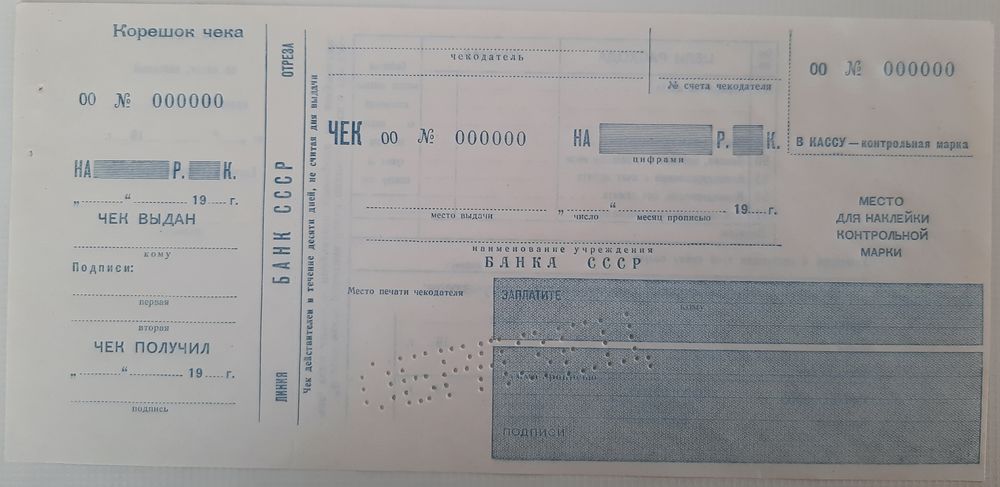 Корешок чека
00 № 000000
НА Р. К.
„ “ 19 г.
ЧЕК ВЫДАН
кому
Подписи:
первая
вторая
ЧЕК ПОЛУЧИЛ
„ “ 19 г.
подпись
ЛИНИЯ БАНК СССР ОТРЕЗА
Чек действителен в течение десяти дней, не считая дня выдачи
чекодатель
№ счета чекодателя
ЧЕК 00 № 000000 НА Р. К.
цифрами
„ “ 19 г.
место выдачи число месяц прописью
наименование учреждения
БАНКА СССР
Место печати чекодателя
ЗАПЛАТИТЕ
кому
прописью
ПОДПИСИ
00 № 000000
В КАССУ — контрольная марка
МЕСТО
ДЛЯ НАКЛЕЙКИ
КОНТРОЛЬНОЙ
МАРКИ